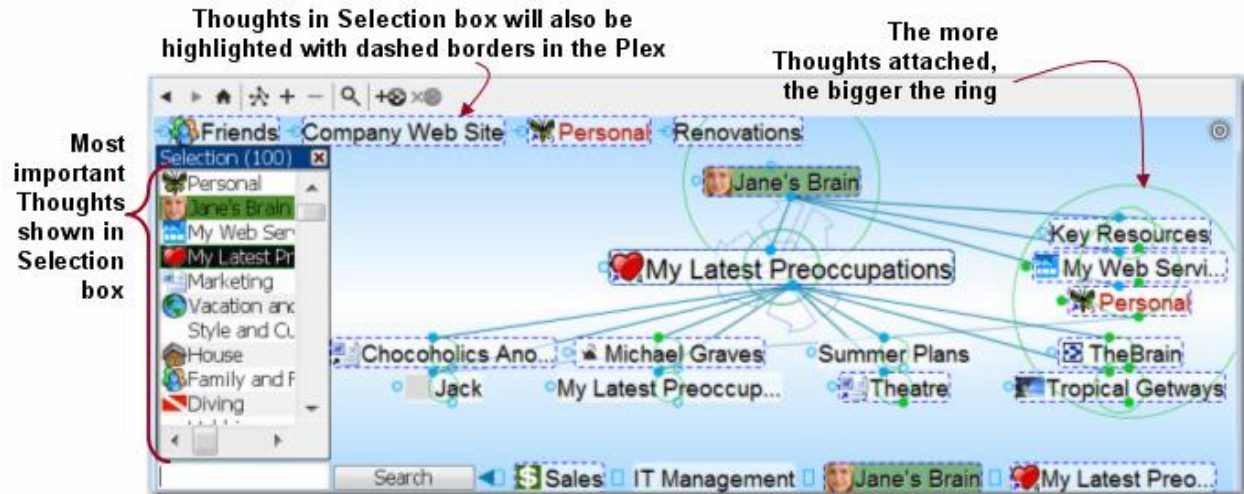 Thoughts in Selection box will also be
highlighted with dashed borders in the Plex
The more
Thoughts attached,
the bigger the ring
Most
important
Thoughts
shown in
Selection
box
Friends Company Web Site Personal Renovations
Selection (100)
Personal
Jane's Brain
My Web Serv
My Latest Pr
Marketing
Vacation and
Style and Cu
House
Family and F
Diving
Jane's Brain
Key Resources
My Latest Preoccupations
My Web Servi...
Personal
Chocoholics Ano... Michael Graves Summer Plans TheBrain
Jack My Latest Preoccup... Theatre Tropical Getways
Search Sales IT Management Jane's Brain My Latest Preo...